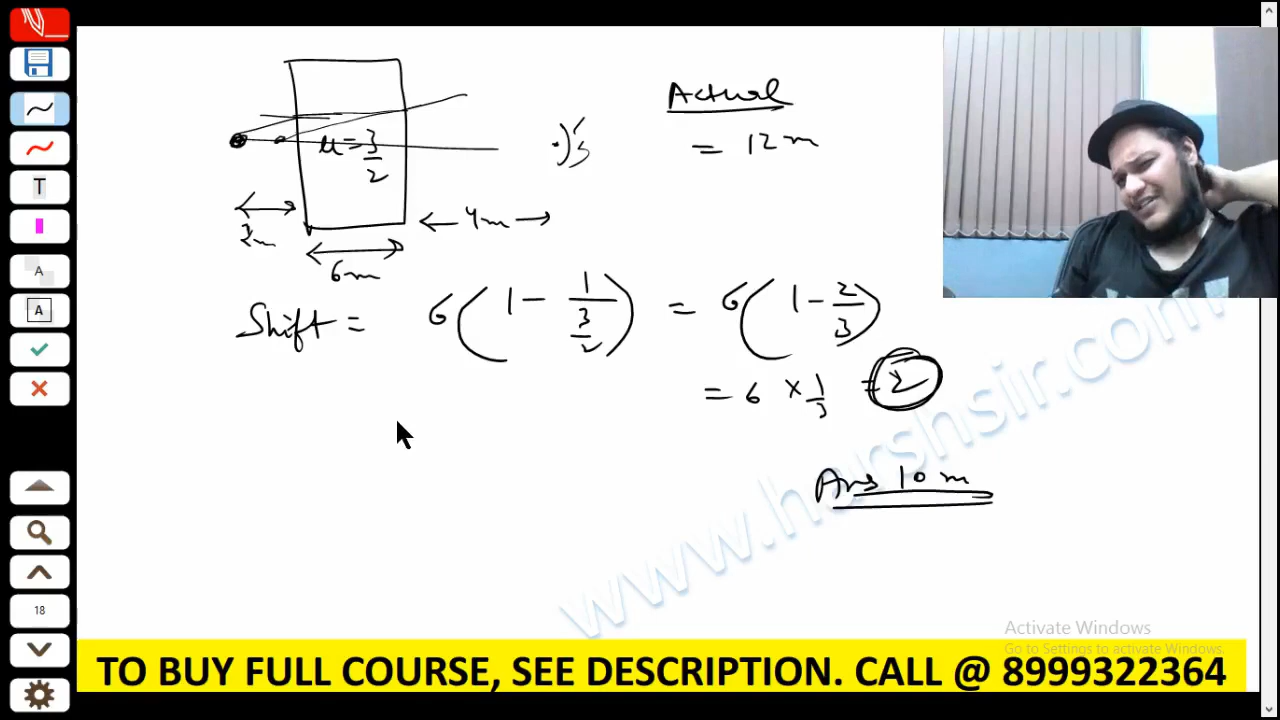 Actual
= 12 m
μ = 3/2
2m
4m
6m
Shift = 6(1 - 1/(3/2)) = 6(1 - 2/3)
= 6 × 1/3 = 2
Ans 10 m
www.harshsir.com
T
A
A
18
Activate Windows
Go to Settings to activate Windows.
TO BUY FULL COURSE, SEE DESCRIPTION. CALL @ 8999322364